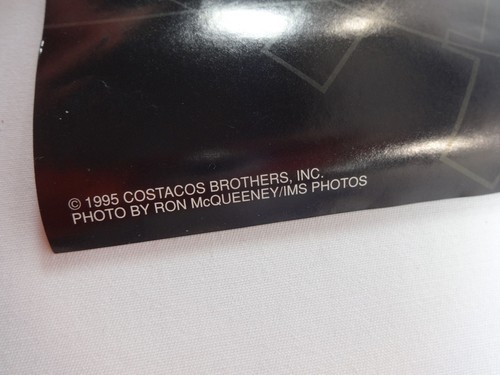 © 1995 COSTACOS BROTHERS, INC.
PHOTO BY RON McQUEENEY/IMS PHOTOS